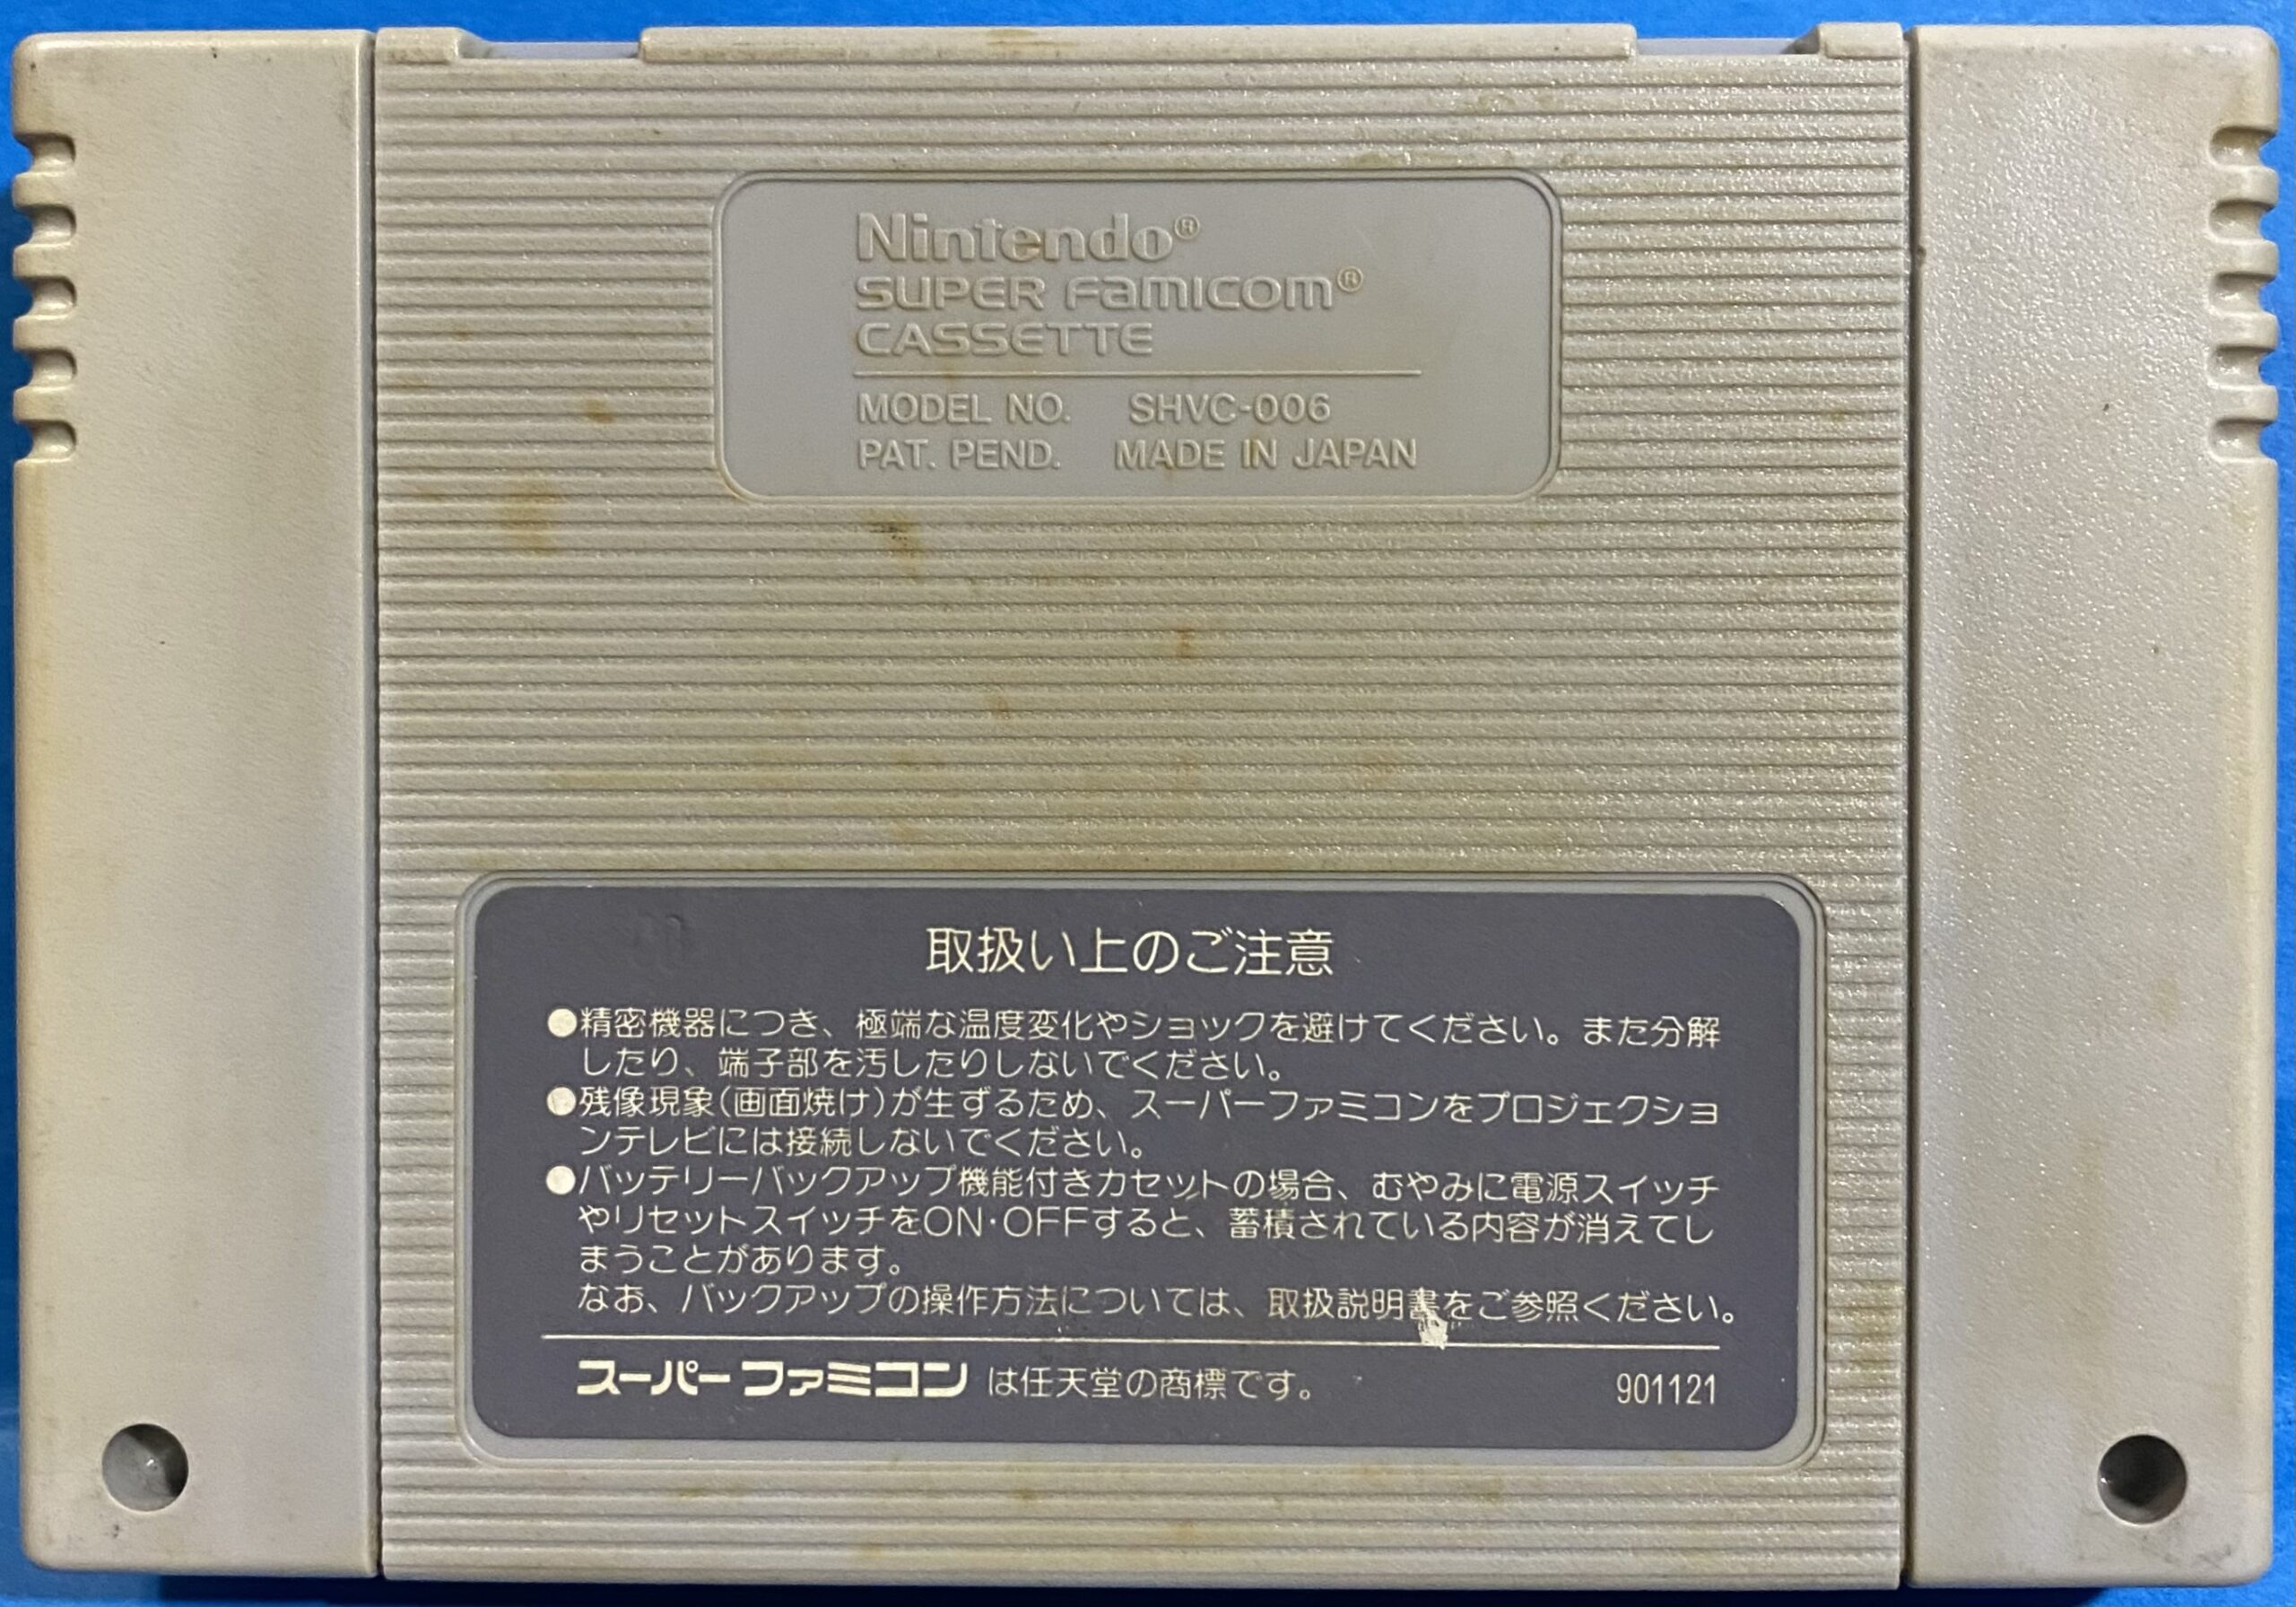 Nintendo®
SUPER FAMICOM®
CASSETTE
MODEL NO. SHVC-006
PAT. PEND. MADE IN JAPAN
取扱い上のご注意
●精密機器につき、極端な温度変化やショックを避けてください。また分解
したり、端子部を汚したりしないでください。
●残像現象(画面焼け)が生ずるため、スーパーファミコンをプロジェクショ
ンテレビには接続しないでください。
●バッテリーバックアップ機能付きカセットの場合、むやみに電源スイッチ
やリセットスイッチをON・OFFすると、蓄積されている内容が消えてし
まうことがあります。
なお、バックアップの操作方法については、取扱説明書をご参照ください。
スーパーファミコン は任天堂の商標です。 901121